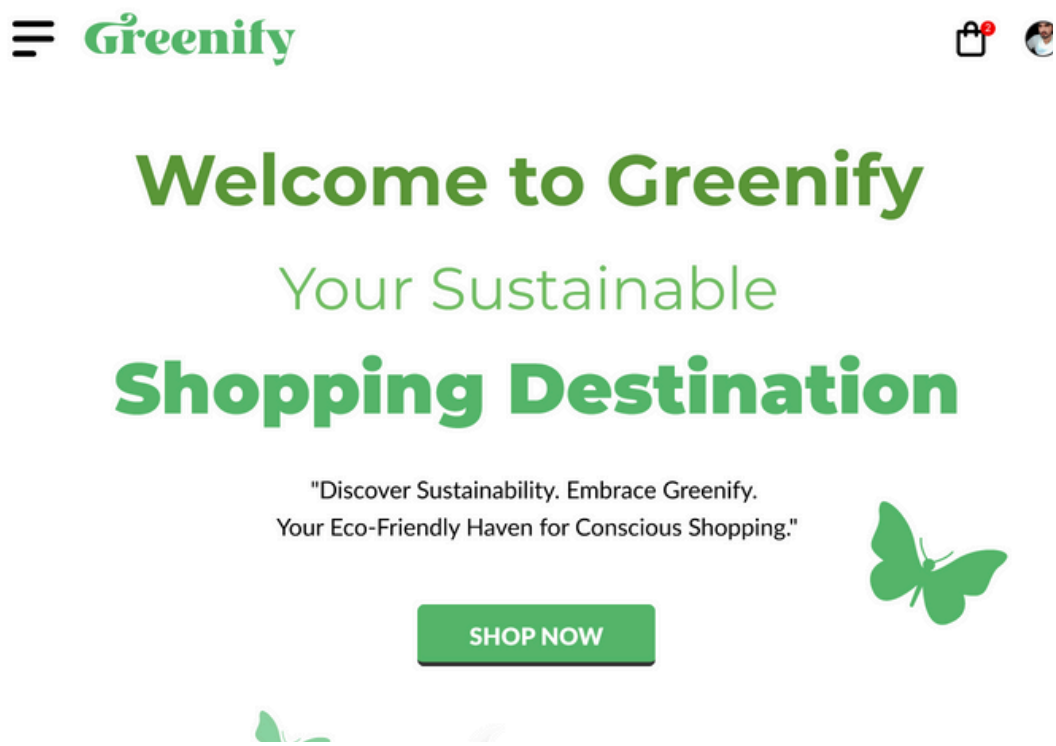 Greenify
2
Welcome to Greenify
Your Sustainable
Shopping Destination
"Discover Sustainability. Embrace Greenify.
Your Eco-Friendly Haven for Conscious Shopping."
SHOP NOW